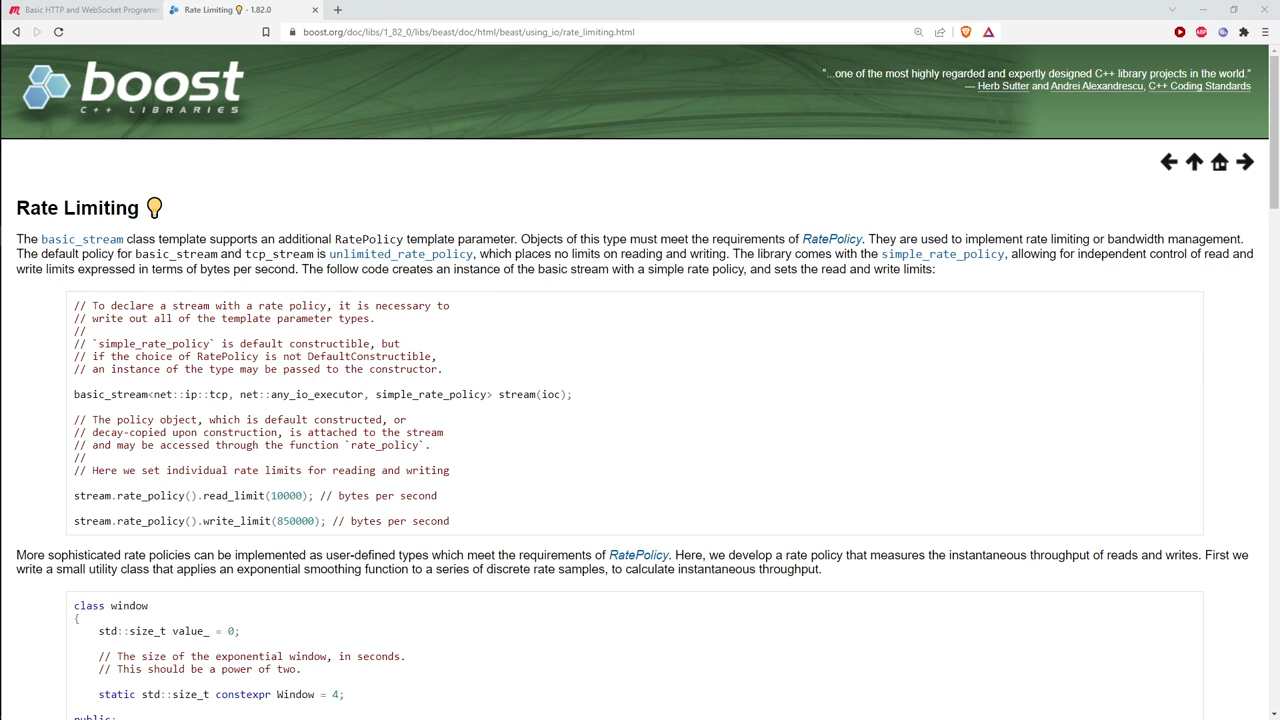 Basic HTTP and WebSocket Programm
Rate Limiting 💡 - 1.82.0
boost.org/doc/libs/1_82_0/libs/beast/doc/html/beast/using_io/rate_limiting.html
boost
C++ LIBRARIES
"...one of the most highly regarded and expertly designed C++ library projects in the world."
— Herb Sutter and Andrei Alexandrescu, C++ Coding Standards
Rate Limiting 💡
The basic_stream class template supports an additional RatePolicy template parameter. Objects of this type must meet the requirements of RatePolicy. They are used to implement rate limiting or bandwidth management.
The default policy for basic_stream and tcp_stream is unlimited_rate_policy, which places no limits on reading and writing. The library comes with the simple_rate_policy, allowing for independent control of read and
write limits expressed in terms of bytes per second. The follow code creates an instance of the basic stream with a simple rate policy, and sets the read and write limits:
// To declare a stream with a rate policy, it is necessary to
// write out all of the template parameter types.
//
// `simple_rate_policy` is default constructible, but
// if the choice of RatePolicy is not DefaultConstructible,
// an instance of the type may be passed to the constructor.
basic_stream<net::ip::tcp, net::any_io_executor, simple_rate_policy> stream(ioc);
// The policy object, which is default constructed, or
// decay-copied upon construction, is attached to the stream
// and may be accessed through the function `rate_policy`.
//
// Here we set individual rate limits for reading and writing
stream.rate_policy().read_limit(10000); // bytes per second
stream.rate_policy().write_limit(850000); // bytes per second
More sophisticated rate policies can be implemented as user-defined types which meet the requirements of RatePolicy. Here, we develop a rate policy that measures the instantaneous throughput of reads and writes. First we
write a small utility class that applies an exponential smoothing function to a series of discrete rate samples, to calculate instantaneous throughput.
class window
{
std::size_t value_ = 0;
// The size of the exponential window, in seconds.
// This should be a power of two.
static std::size_t constexpr Window = 4;
public: